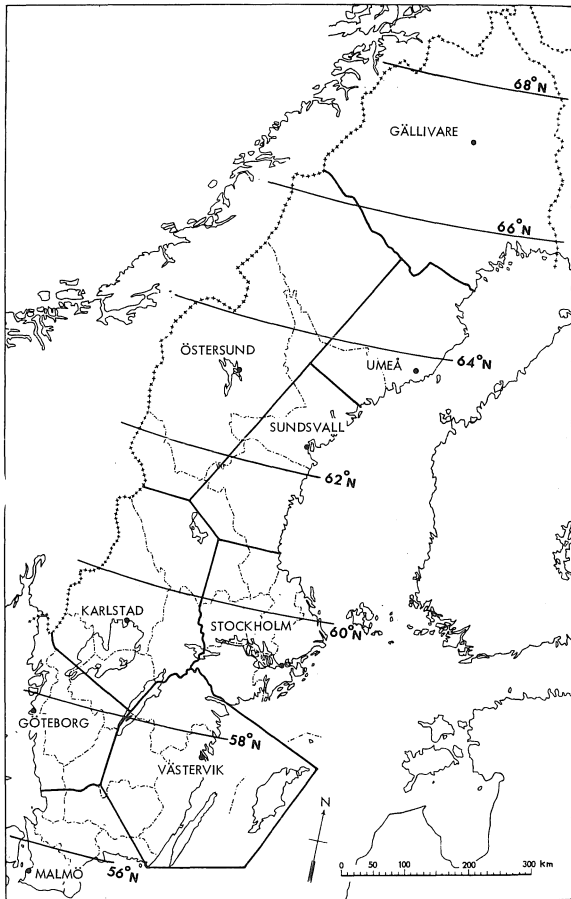 68°N
GÄLLIVARE
66°N
ÖSTERSUND
UMEÅ
64°N
SUNDSVALL
62°N
KARLSTAD
STOCKHOLM
60°N
GÖTEBORG
58°N
VÄSTERVIK
N
56°N
MALMÖ
0 50 100 200 300 km